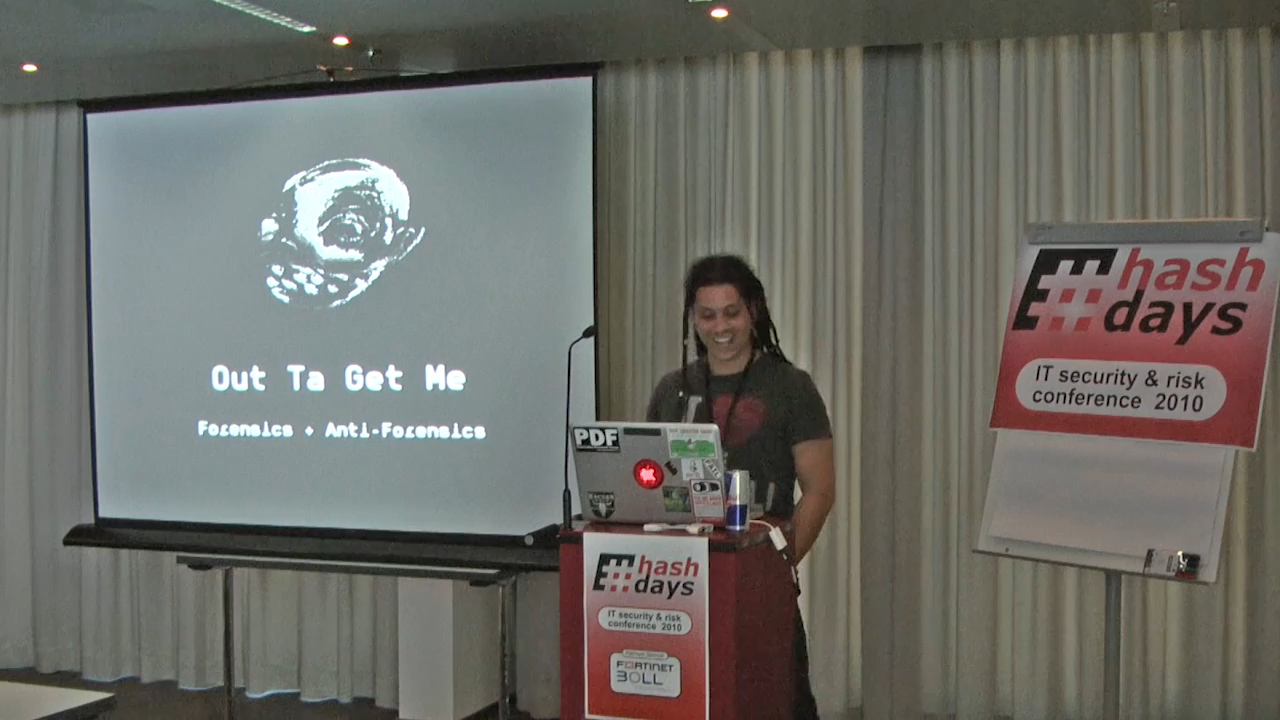 Out Ta Get Me
Forensics + Anti-Forensics
PDF
hash
days
IT security & risk
conference 2010
FORTINET
BOLL
hash
days
IT security & risk
conference 2010